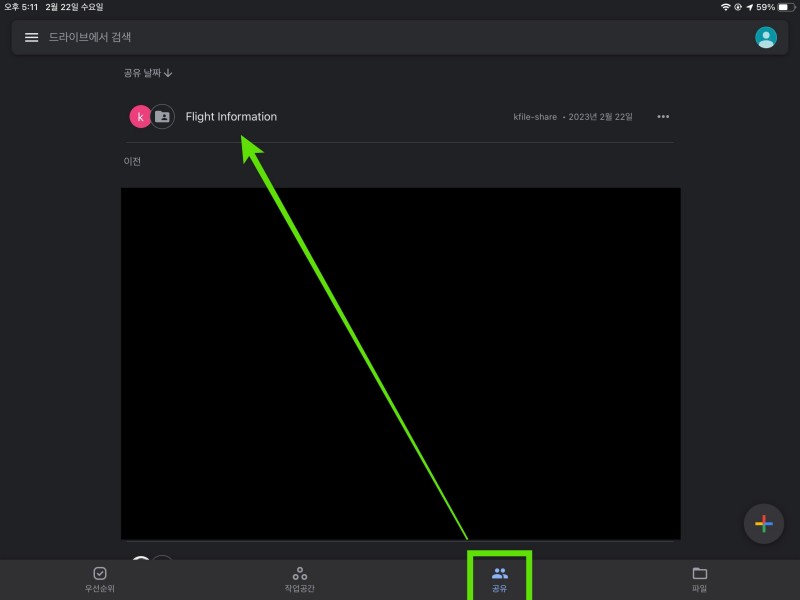 오후 5:11 2월 22일 수요일 59%
드라이브에서 검색
공유 날짜
k Flight Information kfile-share • 2023년 2월 22일
이전
우선순위 작업공간 공유 파일